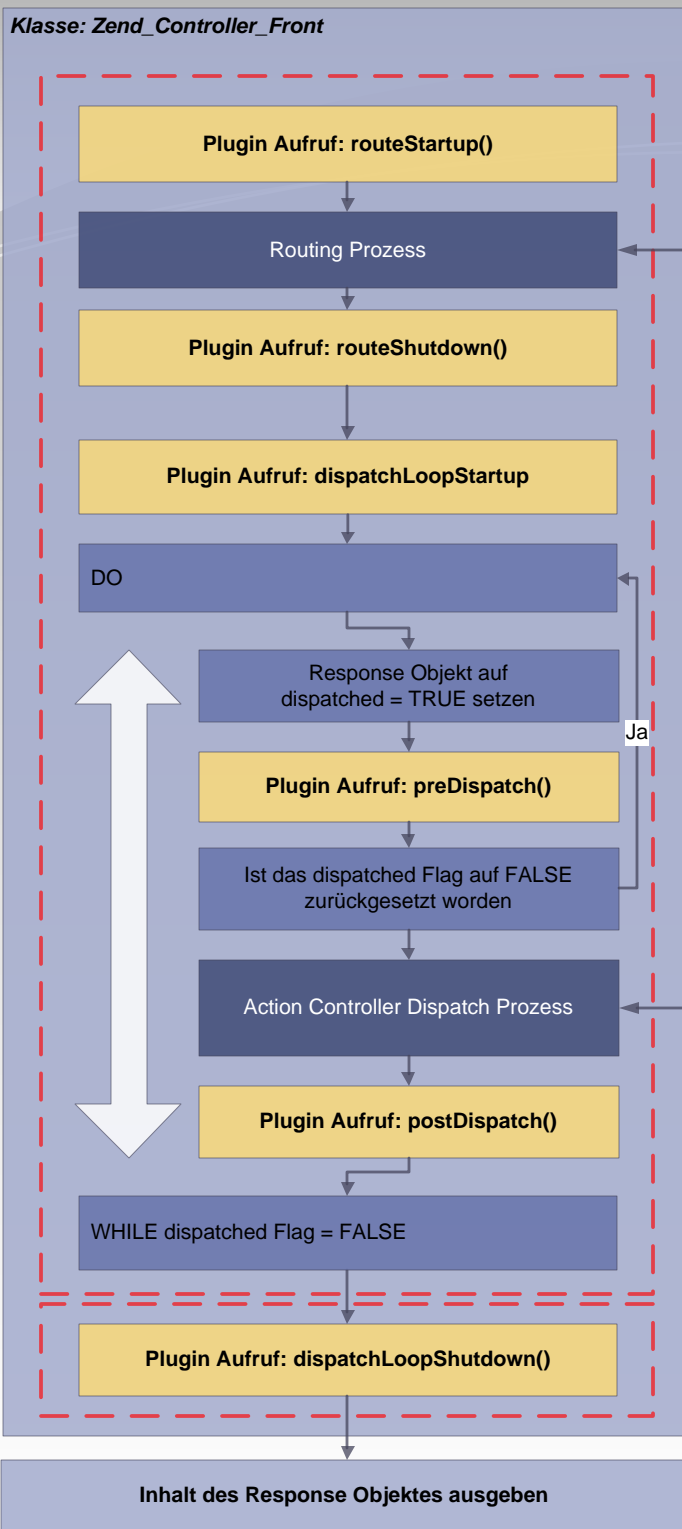 Klasse: Zend_Controller_Front
Plugin Aufruf: routeStartup()
Routing Prozess
Plugin Aufruf: routeShutdown()
Plugin Aufruf: dispatchLoopStartup
DO
Response Objekt auf
dispatched = TRUE setzen
Ja
Plugin Aufruf: preDispatch()
Ist das dispatched Flag auf FALSE
zurückgesetzt worden
Action Controller Dispatch Prozess
Plugin Aufruf: postDispatch()
WHILE dispatched Flag = FALSE
Plugin Aufruf: dispatchLoopShutdown()
Inhalt des Response Objektes ausgeben